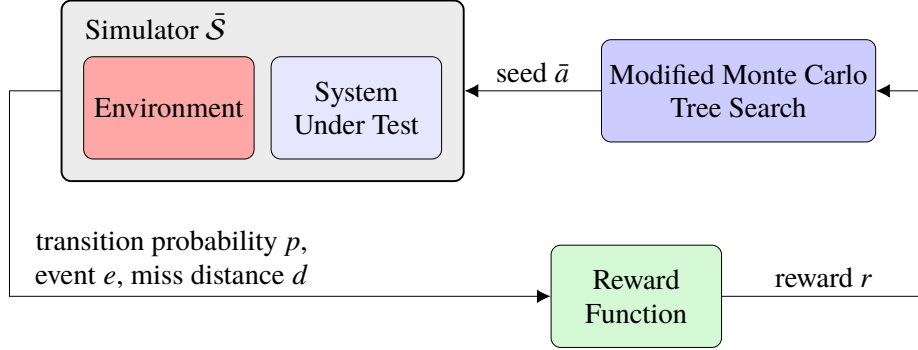 Simulator 𝒮̄
Environment
System
Under Test
seed ā
Modified Monte Carlo
Tree Search
transition probability p,
event e, miss distance d
Reward
Function
reward r